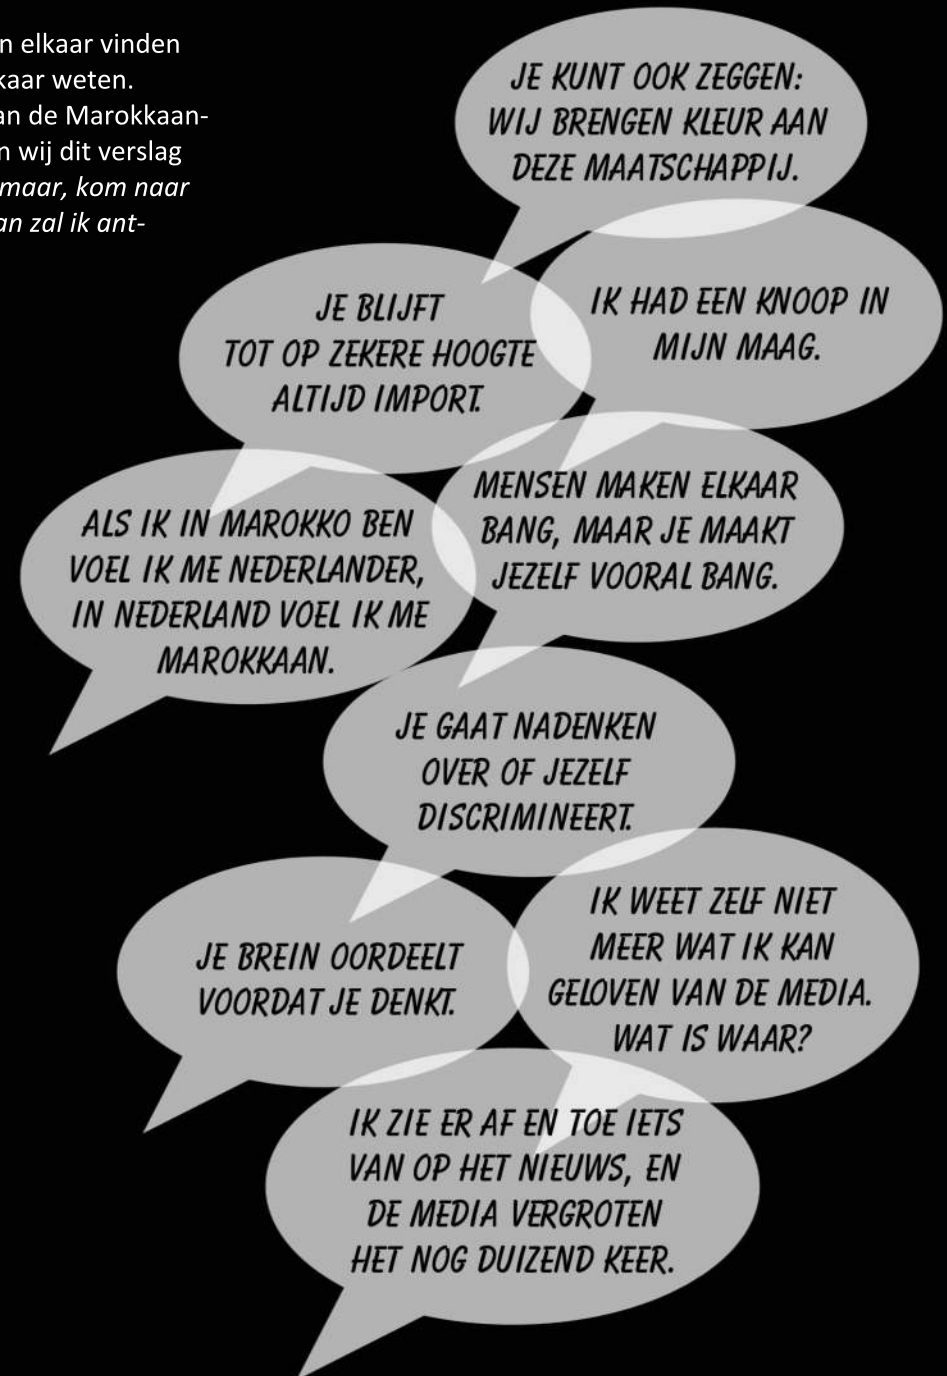 n elkaar vinden
kaar weten.
an de Marokkaan-
n wij dit verslag
maar, kom naar
an zal ik ant-
JE KUNT OOK ZEGGEN:
WIJ BRENGEN KLEUR AAN
DEZE MAATSCHAPPIJ.
IK HAD EEN KNOOP IN
MIJN MAAG.
JE BLIJFT
TOT OP ZEKERE HOOGTE
ALTIJD IMPORT.
MENSEN MAKEN ELKAAR
BANG, MAAR JE MAAKT
JEZELF VOORAL BANG.
ALS IK IN MAROKKO BEN
VOEL IK ME NEDERLANDER,
IN NEDERLAND VOEL IK ME
MAROKKAAN.
JE GAAT NADENKEN
OVER OF JEZELF
DISCRIMINEERT.
IK WEET ZELF NIET
MEER WAT IK KAN
GELOVEN VAN DE MEDIA.
WAT IS WAAR?
JE BREIN OORDEELT
VOORDAT JE DENKT.
IK ZIE ER AF EN TOE IETS
VAN OP HET NIEUWS, EN
DE MEDIA VERGROTEN
HET NOG DUIZEND KEER.